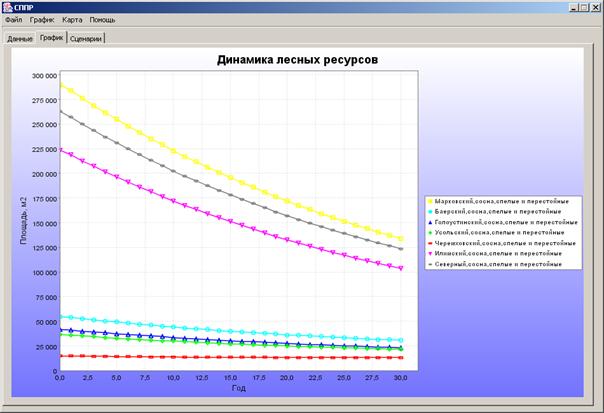 СППР
Файл График Карта Помощь
Данные График Сценарии
Динамика лесных ресурсов
300 000
275 000
250 000
225 000
200 000
175 000
150 000
125 000
100 000
75 000
50 000
25 000
0
Площадь, м2
0,0 2,5 5,0 7,5 10,0 12,5 15,0 17,5 20,0 22,5 25,0 27,5 30,0
Год
Марковский,сосна,спелые и перестойные
Баерский,сосна,спелые и перестойные
Голоустинский,сосна,спелые и перестойные
Усольский,сосна,спелые и перестойные
Черемховский,сосна,спелые и перестойные
Илимский,сосна,спелые и перестойные
Северный,сосна,спелые и перестойные